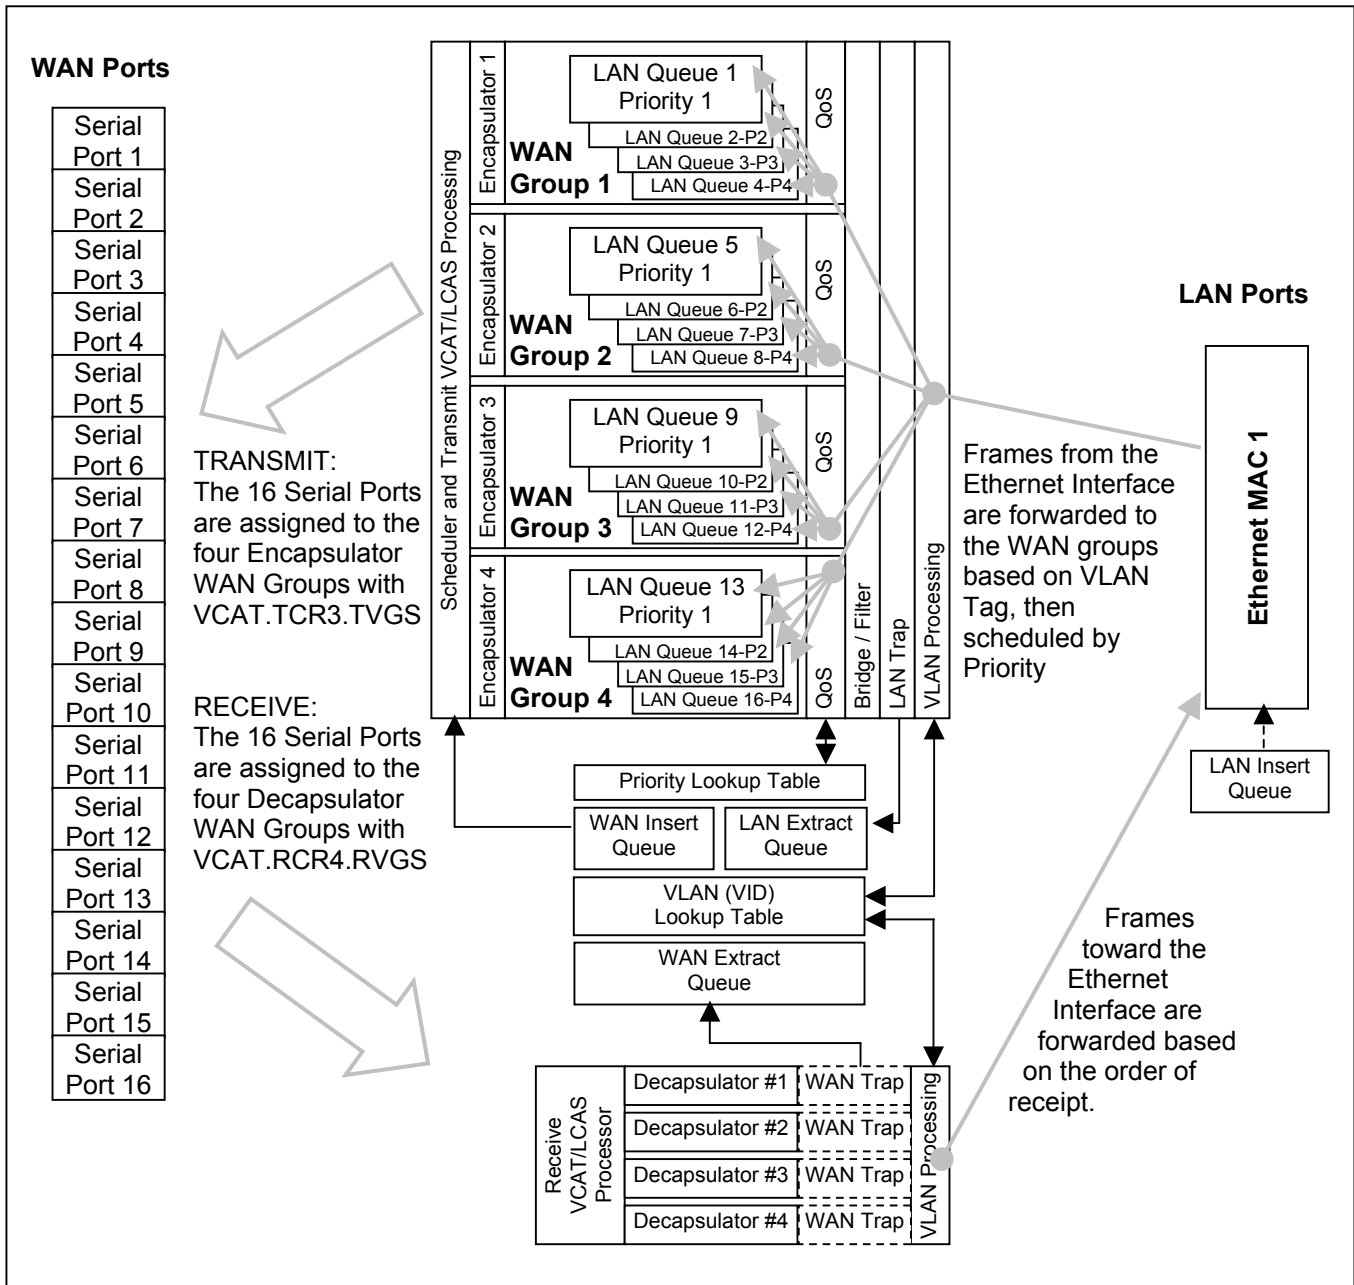 WAN Ports
Serial
Port 1
Serial
Port 2
Serial
Port 3
Serial
Port 4
Serial
Port 5
Serial
Port 6
Serial
Port 7
Serial
Port 8
Serial
Port 9
Serial
Port 10
Serial
Port 11
Serial
Port 12
Serial
Port 13
Serial
Port 14
Serial
Port 15
Serial
Port 16
TRANSMIT:
The 16 Serial Ports
are assigned to the
four Encapsulator
WAN Groups with
VCAT.TCR3.TVGS
RECEIVE:
The 16 Serial Ports
are assigned to the
four Decapsulator
WAN Groups with
VCAT.RCR4.RVGS
Scheduler and Transmit VCAT/LCAS Processing
Encapsulator 1
WAN
Group 1
LAN Queue 1
Priority 1
LAN Queue 2-P2
LAN Queue 3-P3
LAN Queue 4-P4
QoS
Encapsulator 2
WAN
Group 2
LAN Queue 5
Priority 1
LAN Queue 6-P2
LAN Queue 7-P3
LAN Queue 8-P4
QoS
Encapsulator 3
WAN
Group 3
LAN Queue 9
Priority 1
LAN Queue 10-P2
LAN Queue 11-P3
LAN Queue 12-P4
QoS
Encapsulator 4
WAN
Group 4
LAN Queue 13
Priority 1
LAN Queue 14-P2
LAN Queue 15-P3
LAN Queue 16-P4
QoS
Bridge / Filter
LAN Trap
VLAN Processing
LAN Ports
Ethernet MAC 1
LAN Insert
Queue
Frames from the
Ethernet Interface
are forwarded to
the WAN groups
based on VLAN
Tag, then
scheduled by
Priority
Priority Lookup Table
WAN Insert
Queue
LAN Extract
Queue
VLAN (VID)
Lookup Table
WAN Extract
Queue
Receive
VCAT/LCAS
Processor
Decapsulator #1
WAN Trap
Decapsulator #2
WAN Trap
Decapsulator #3
WAN Trap
Decapsulator #4
WAN Trap
VLAN Processing
Frames
toward the
Ethernet
Interface are
forwarded based
on the order of
receipt.